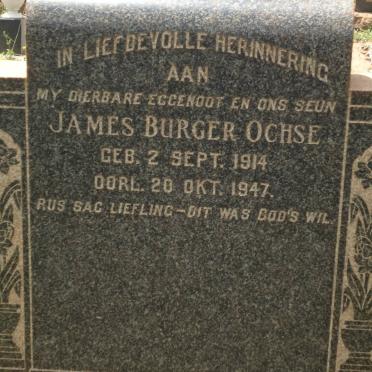 IN LIEFDEVOLLE HERINNERING
AAN
MY DIERBARE EGGENOOT EN ONS SEUN
JAMES BURGER OCHSE
GEB. 2 SEPT. 1914
OORL. 20 OKT. 1947.
RUS SAG LIEFLING—DIT WAS GOD'S WIL.